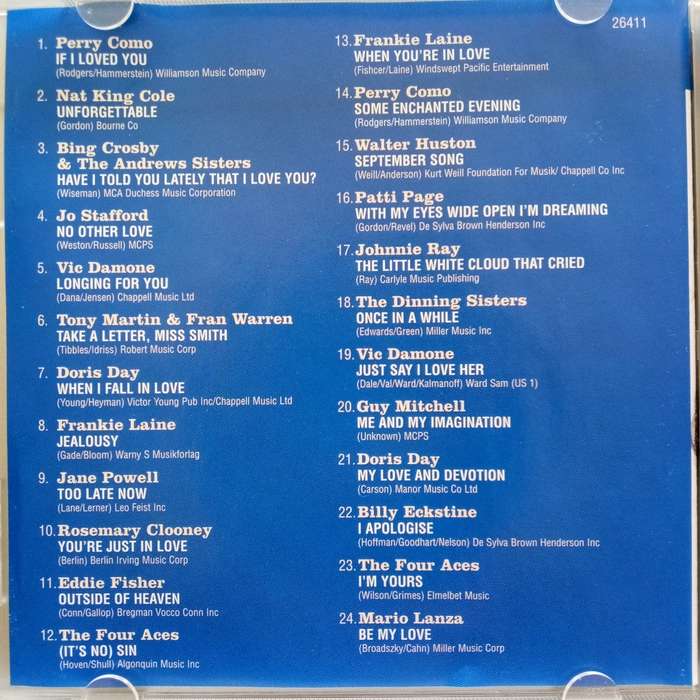 26411
1. Perry Como
IF I LOVED YOU
(Rodgers/Hammerstein) Williamson Music Company
2. Nat King Cole
UNFORGETTABLE
(Gordon) Bourne Co
3. Bing Crosby
& The Andrews Sisters
HAVE I TOLD YOU LATELY THAT I LOVE YOU?
(Wiseman) MCA Duchess Music Corporation
4. Jo Stafford
NO OTHER LOVE
(Weston/Russell) MCPS
5. Vic Damone
LONGING FOR YOU
(Dana/Jensen) Chappell Music Ltd
6. Tony Martin & Fran Warren
TAKE A LETTER, MISS SMITH
(Tibbles/Idriss) Robert Music Corp
7. Doris Day
WHEN I FALL IN LOVE
(Young/Heyman) Victor Young Pub Inc/Chappell Music Ltd
8. Frankie Laine
JEALOUSY
(Gade/Bloom) Warny S Musikforlag
9. Jane Powell
TOO LATE NOW
(Lane/Lerner) Leo Feist Inc
10. Rosemary Clooney
YOU'RE JUST IN LOVE
(Berlin) Berlin Irving Music Corp
11. Eddie Fisher
OUTSIDE OF HEAVEN
(Conn/Gallop) Bregman Vocco Conn Inc
12. The Four Aces
(IT'S NO) SIN
(Hoven/Shull) Algonquin Music Inc
13. Frankie Laine
WHEN YOU'RE IN LOVE
(Fishcer/Laine) Windswept Pacific Entertainment
14. Perry Como
SOME ENCHANTED EVENING
(Rodgers/Hammerstein) Williamson Music Company
15. Walter Huston
SEPTEMBER SONG
(Weill/Anderson) Kurt Weill Foundation For Musik/ Chappell Co Inc
16. Patti Page
WITH MY EYES WIDE OPEN I'M DREAMING
(Gordon/Revel) De Sylva Brown Henderson Inc
17. Johnnie Ray
THE LITTLE WHITE CLOUD THAT CRIED
(Ray) Carlyle Music Publishing
18. The Dinning Sisters
ONCE IN A WHILE
(Edwards/Green) Miller Music Inc
19. Vic Damone
JUST SAY I LOVE HER
(Dale/Val/Ward/Kalmanoff) Ward Sam (US 1)
20. Guy Mitchell
ME AND MY IMAGINATION
(Unknown) MCPS
21. Doris Day
MY LOVE AND DEVOTION
(Carson) Manor Music Co Ltd
22. Billy Eckstine
I APOLOGISE
(Hoffman/Goodhart/Nelson) De Sylva Brown Henderson Inc
23. The Four Aces
I'M YOURS
(Wilson/Grimes) Elmelbet Music
24. Mario Lanza
BE MY LOVE
(Broadszky/Cahn) Miller Music Corp